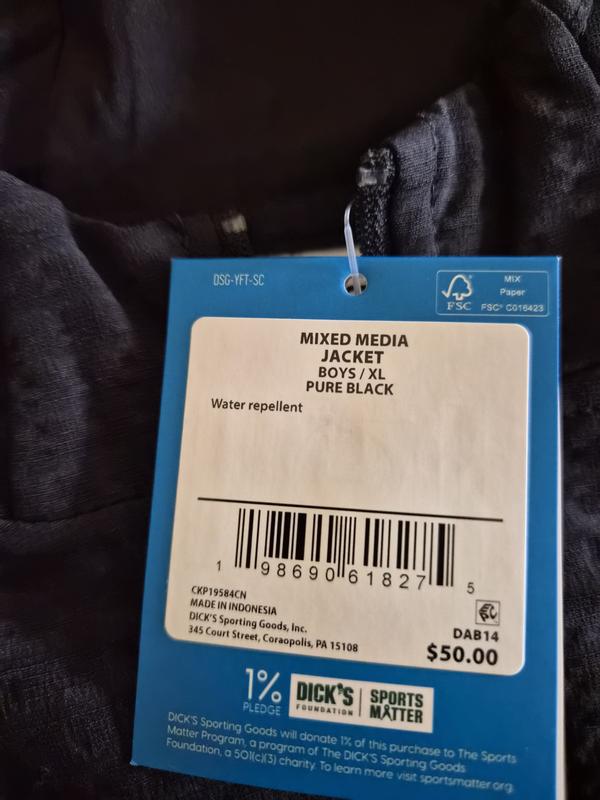 DSG-YFT-SC
FSC
MIX
Paper
FSC® C016423
MIXED MEDIA
JACKET
BOYS / XL
PURE BLACK
Water repellent
1 98690 61827 5
CKP19584CN
MADE IN INDONESIA
DICK'S Sporting Goods, Inc.
345 Court Street, Coraopolis, PA 15108
DAB14
$50.00
1%
PLEDGE
DICK'S
FOUNDATION
SPORTS
MATTER
DICK'S Sporting Goods will donate 1% of this purchase to The Sports
Matter Program, a program of The DICK'S Sporting Goods
Foundation, a 501(c)(3) charity. To learn more visit sportsmatter.org.